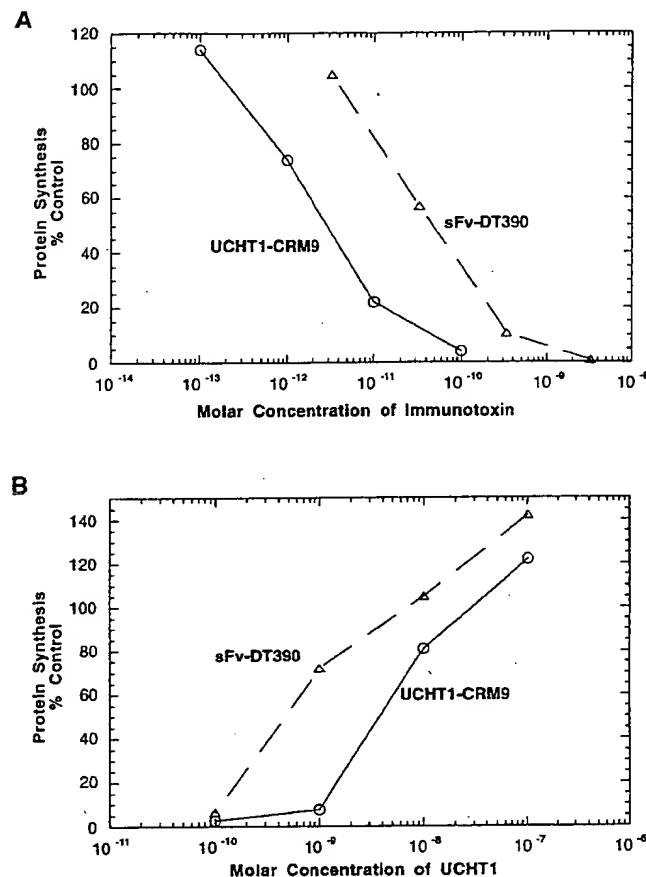 A
120
100
80
60
40
20
0
Protein Synthesis
% Control
UCHT1-CRM9
sFv-DT390
10-14 10-13 10-12 10-11 10-10 10-9 10-8
Molar Concentration of Immunotoxin
B
140
120
100
80
60
40
20
0
Protein Synthesis
% Control
sFv-DT390
UCHT1-CRM9
10-11 10-10 10-9 10-8 10-7 10-6
Molar Concentration of UCHT1